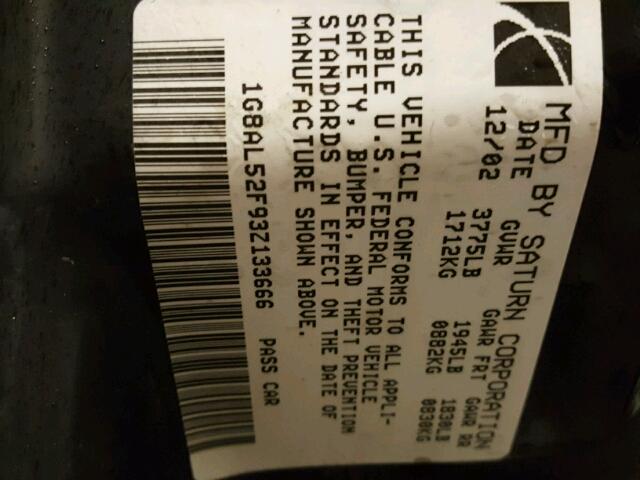 MFD BY SATURN CORPORATION
DATE GVWR GAWR FRT GAWR RR
12/02 3775LB 1945LB 1830LB
1712KG 0882KG 0830KG
THIS VEHICLE CONFORMS TO ALL APPLI-
CABLE U.S. FEDERAL MOTOR VEHICLE
SAFETY, BUMPER, AND THEFT PREVENTION
STANDARDS IN EFFECT ON THE DATE OF
MANUFACTURE SHOWN ABOVE.
1G8AL52F93Z133666 PASS CAR